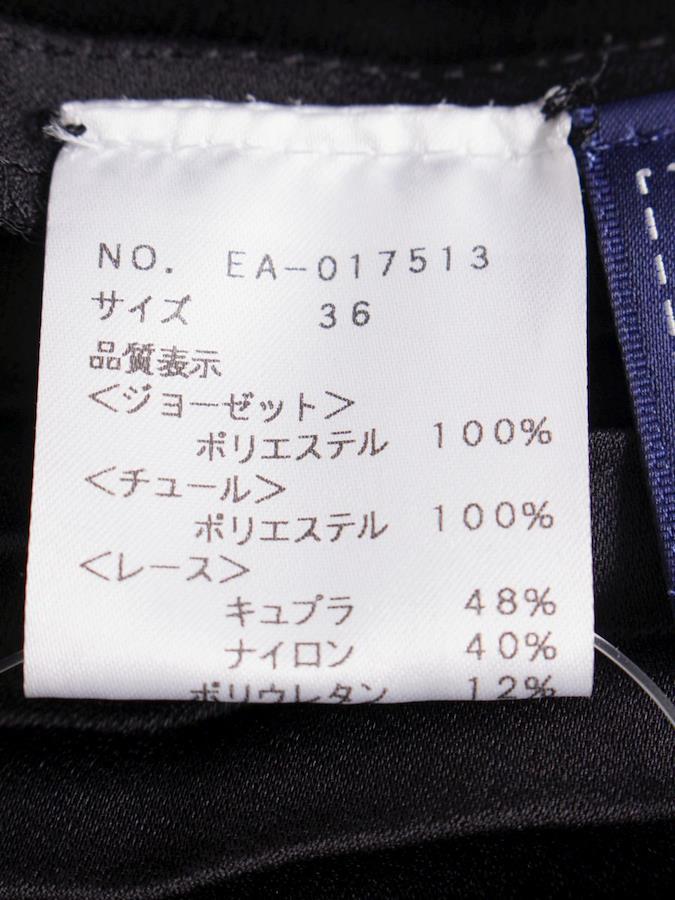 NO. EA-017513
サイズ 36
品質表示
<ジョーゼット>
ポリエステル 100%
<チュール>
ポリエステル 100%
<レース>
キュプラ 48%
ナイロン 40%
ポリウレタン 12%